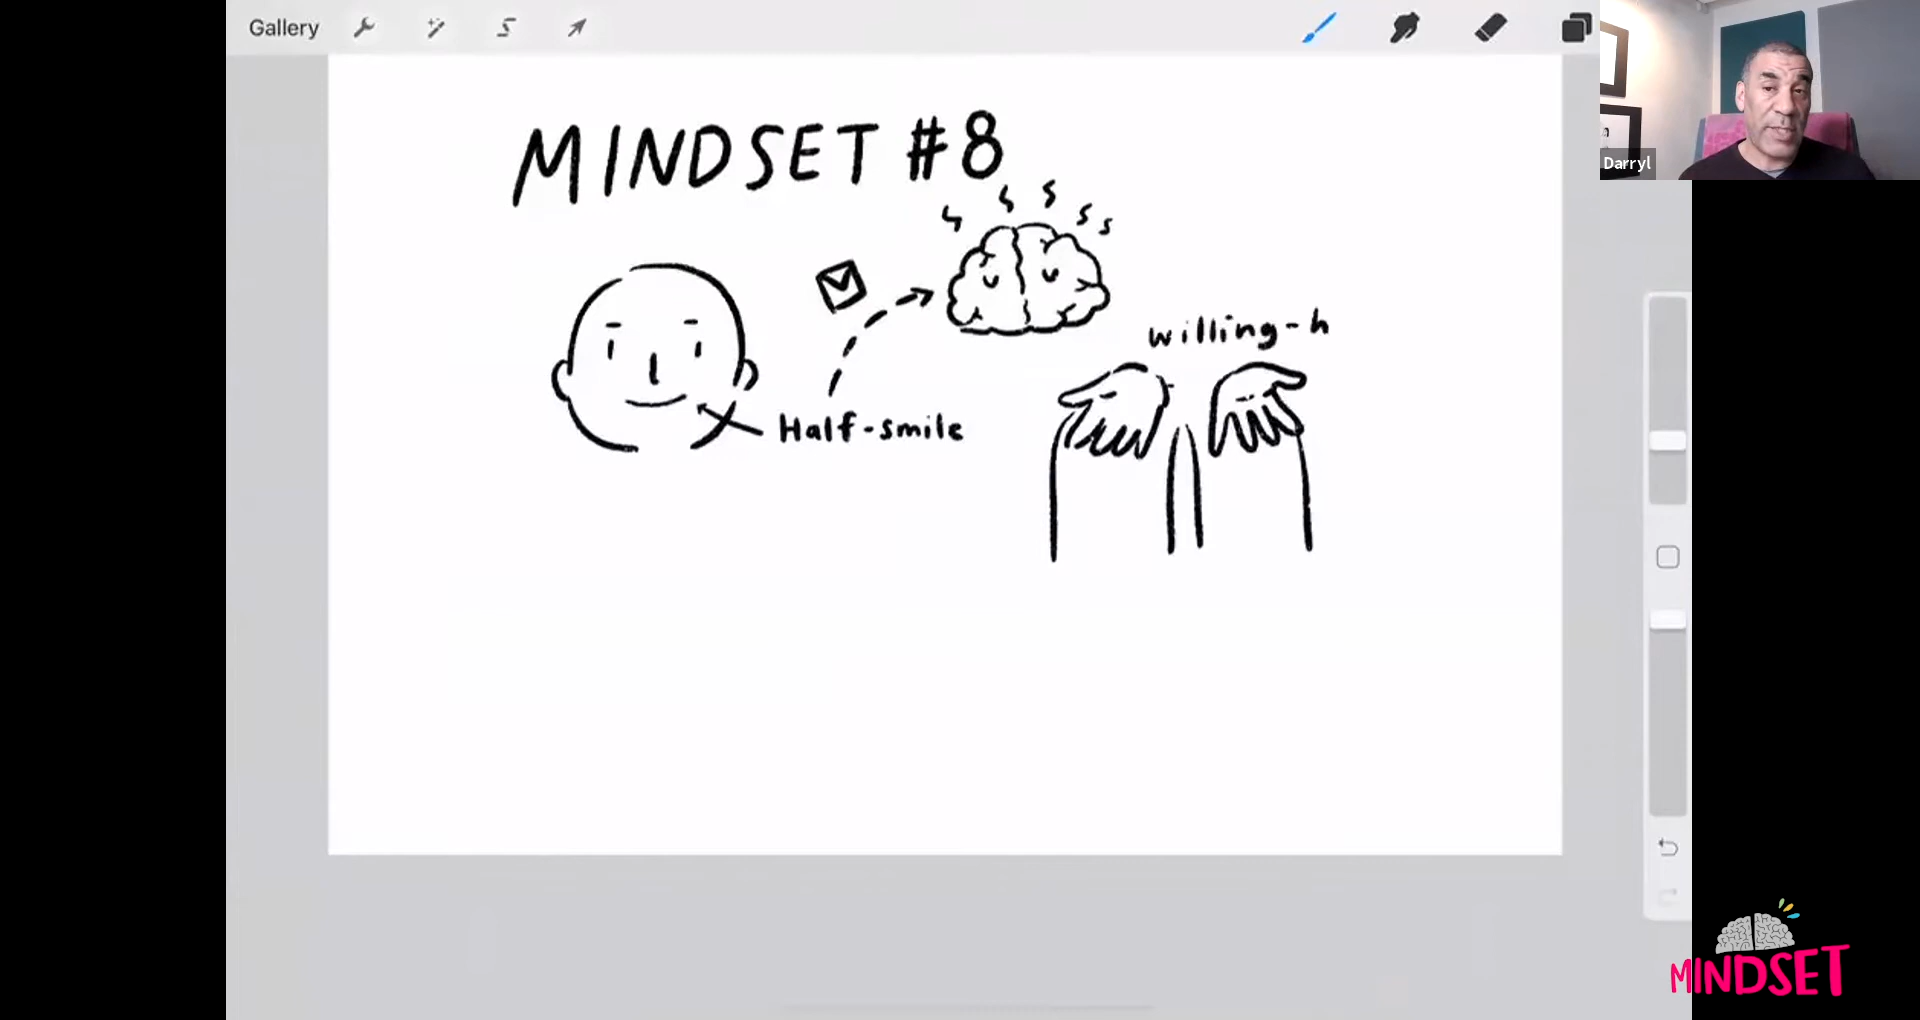 Gallery
Darryl
MINDSET #8
willing-h
Half-smile
MINDSET